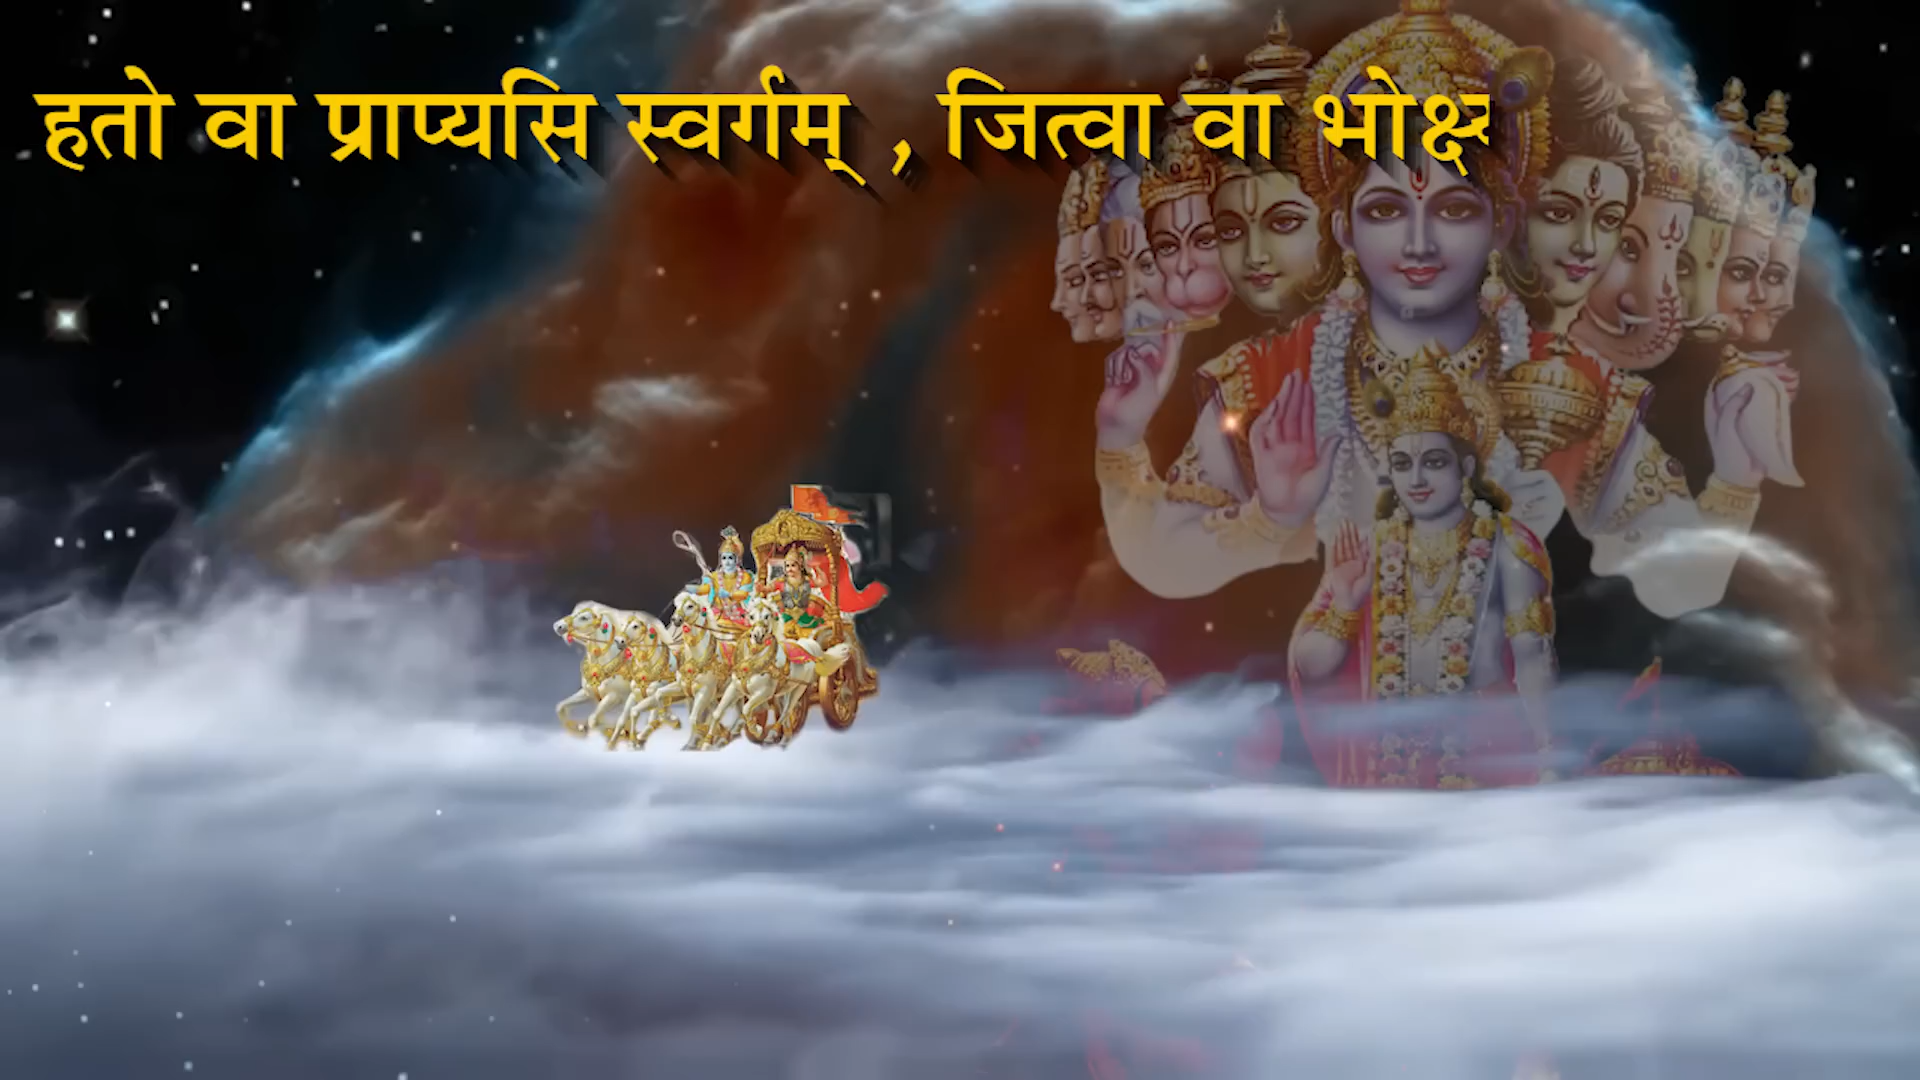 हतो वा प्राप्यसि स्वर्गम् , जित्वा वा भोक्ष्